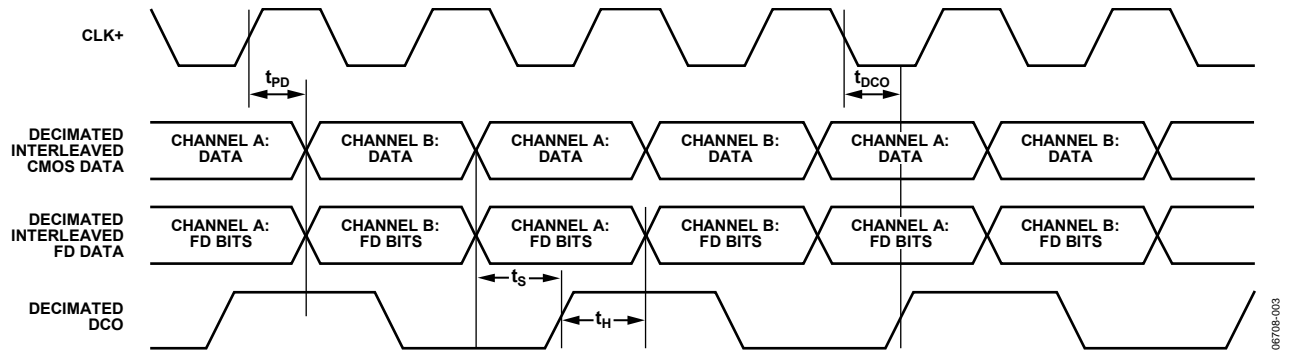 CLK+
tPD
tDCO
DECIMATED
INTERLEAVED
CMOS DATA
CHANNEL A:
DATA
CHANNEL B:
DATA
CHANNEL A:
DATA
CHANNEL B:
DATA
CHANNEL A:
DATA
CHANNEL B:
DATA
DECIMATED
INTERLEAVED
FD DATA
CHANNEL A:
FD BITS
CHANNEL B:
FD BITS
CHANNEL A:
FD BITS
CHANNEL B:
FD BITS
CHANNEL A:
FD BITS
CHANNEL B:
FD BITS
tS
tH
DECIMATED
DCO
06708-003